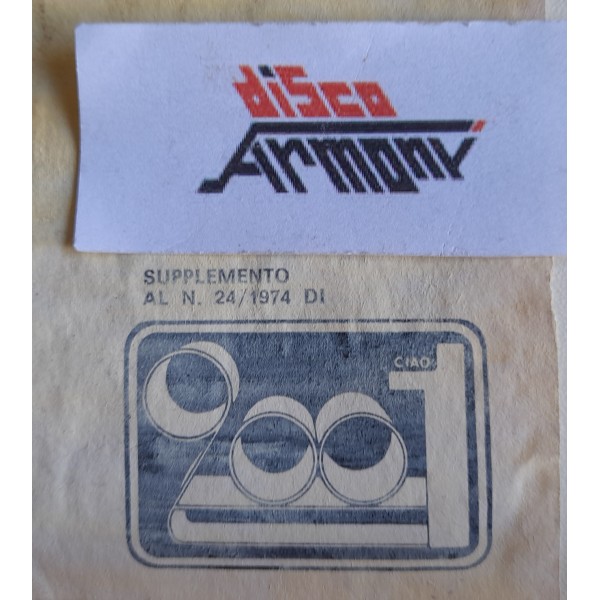 disco
Armony
SUPPLEMENTO
AL N. 24/1974 DI
CIAO
2001